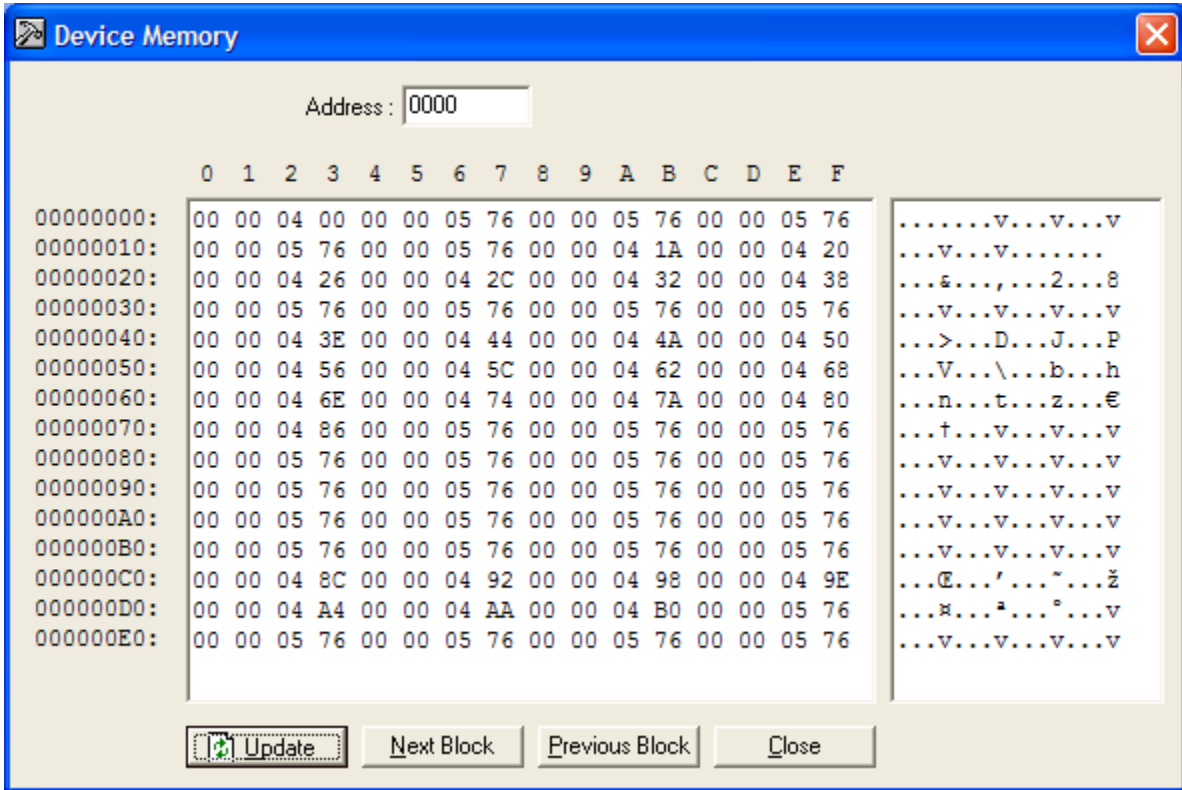 Device Memory
Address : 0000
0 1 2 3 4 5 6 7 8 9 A B C D E F
00000000: 00 00 04 00 00 00 05 76 00 00 05 76 00 00 05 76 .......v...v...v
00000010: 00 00 05 76 00 00 05 76 00 00 04 1A 00 00 04 20 ...v...v.......
00000020: 00 00 04 26 00 00 04 2C 00 00 04 32 00 00 04 38 ...&...,...2...8
00000030: 00 00 05 76 00 00 05 76 00 00 05 76 00 00 05 76 ...v...v...v...v
00000040: 00 00 04 3E 00 00 04 44 00 00 04 4A 00 00 04 50 ...>...D...J...P
00000050: 00 00 04 56 00 00 04 5C 00 00 04 62 00 00 04 68 ...V...\...b...h
00000060: 00 00 04 6E 00 00 04 74 00 00 04 7A 00 00 04 80 ...n...t...z...€
00000070: 00 00 04 86 00 00 05 76 00 00 05 76 00 00 05 76 ...†...v...v...v
00000080: 00 00 05 76 00 00 05 76 00 00 05 76 00 00 05 76 ...v...v...v...v
00000090: 00 00 05 76 00 00 05 76 00 00 05 76 00 00 05 76 ...v...v...v...v
000000A0: 00 00 05 76 00 00 05 76 00 00 05 76 00 00 05 76 ...v...v...v...v
000000B0: 00 00 05 76 00 00 05 76 00 00 05 76 00 00 05 76 ...v...v...v...v
000000C0: 00 00 04 8C 00 00 04 92 00 00 04 98 00 00 04 9E ...Œ...’...˜...ž
000000D0: 00 00 04 A4 00 00 04 AA 00 00 04 B0 00 00 05 76 ...¤...ª...°...v
000000E0: 00 00 05 76 00 00 05 76 00 00 05 76 00 00 05 76 ...v...v...v...v
Update Next Block Previous Block Close